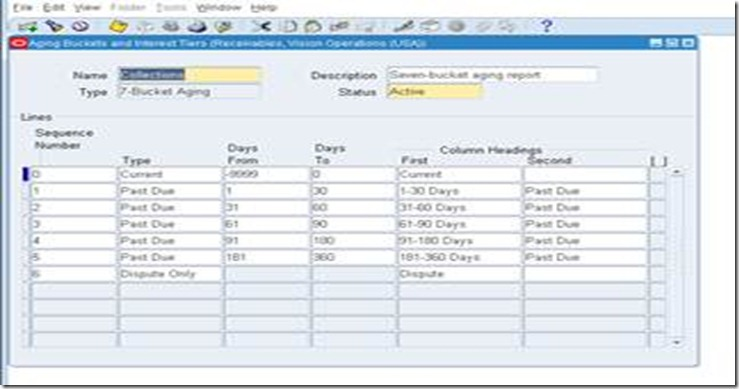 File Edit View Folder Tools Window Help
Aging Buckets and Interest Tiers (Receivables, Vision Operations (USA))
Name Collections Description Seven-bucket aging report
Type 7-Bucket Aging Status Active
Lines
Sequence
Number Days Days Column Headings
Type From To First Second [ ]
0 Current -9999 0 Current
1 Past Due 1 30 1-30 Days Past Due
2 Past Due 31 60 31-60 Days Past Due
3 Past Due 61 90 61-90 Days Past Due
4 Past Due 91 180 91-180 Days Past Due
5 Past Due 181 360 181-360 Days Past Due
6 Dispute Only Dispute